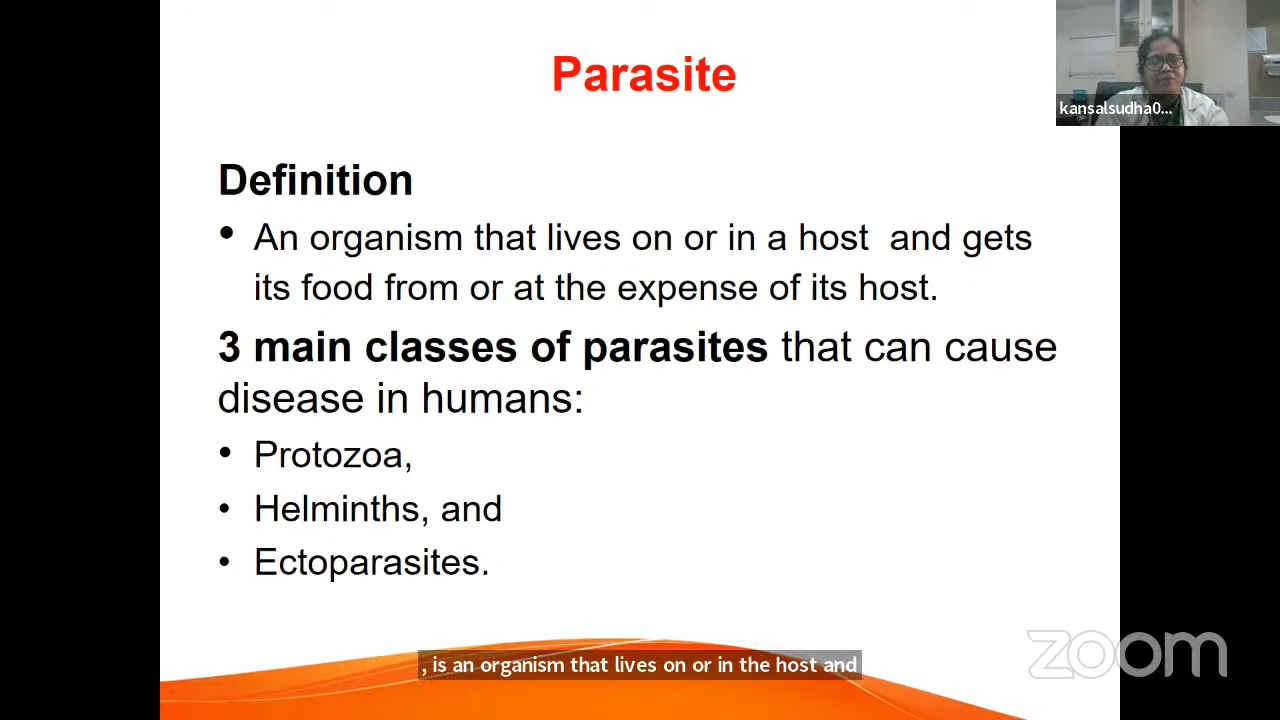 Parasite
kansalsudha0...
Definition
• An organism that lives on or in a host and gets
its food from or at the expense of its host.
3 main classes of parasites that can cause
disease in humans:
• Protozoa,
• Helminths, and
• Ectoparasites.
zoom
, is an organism that lives on or in the host and